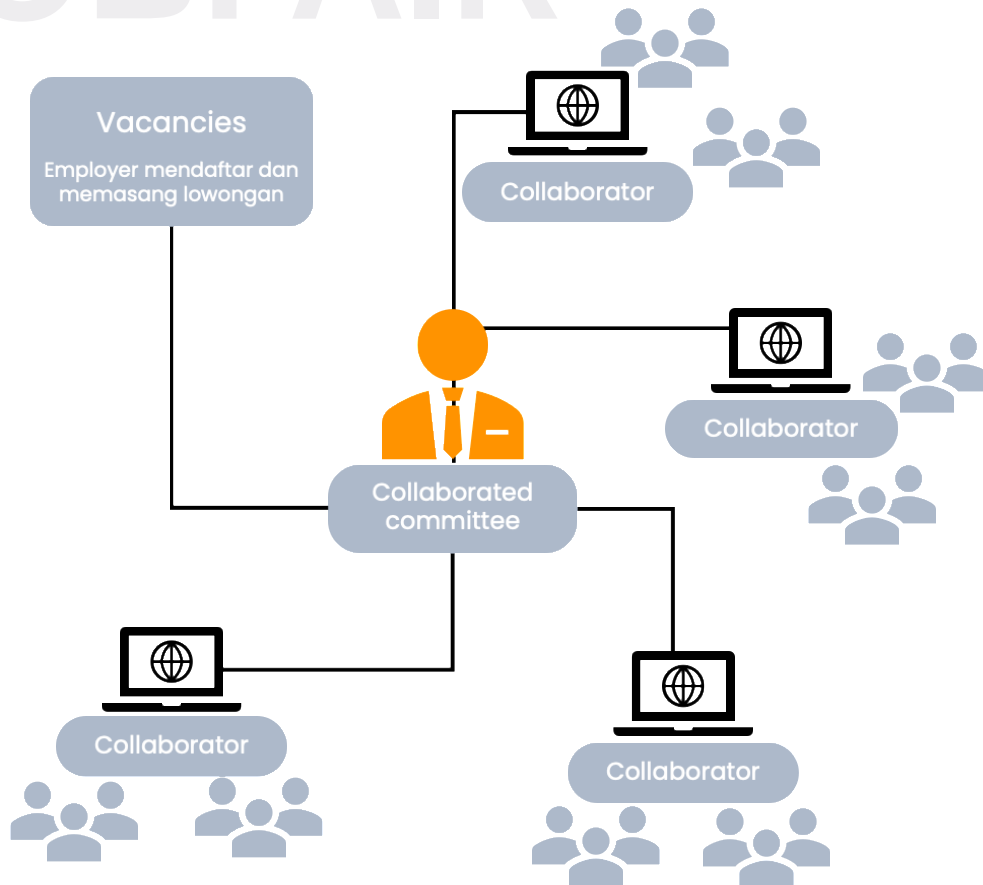 Vacancies
Employer mendaftar dan
memasang lowongan
Collaborator
Collaborator
Collaborated
committee
Collaborator
Collaborator